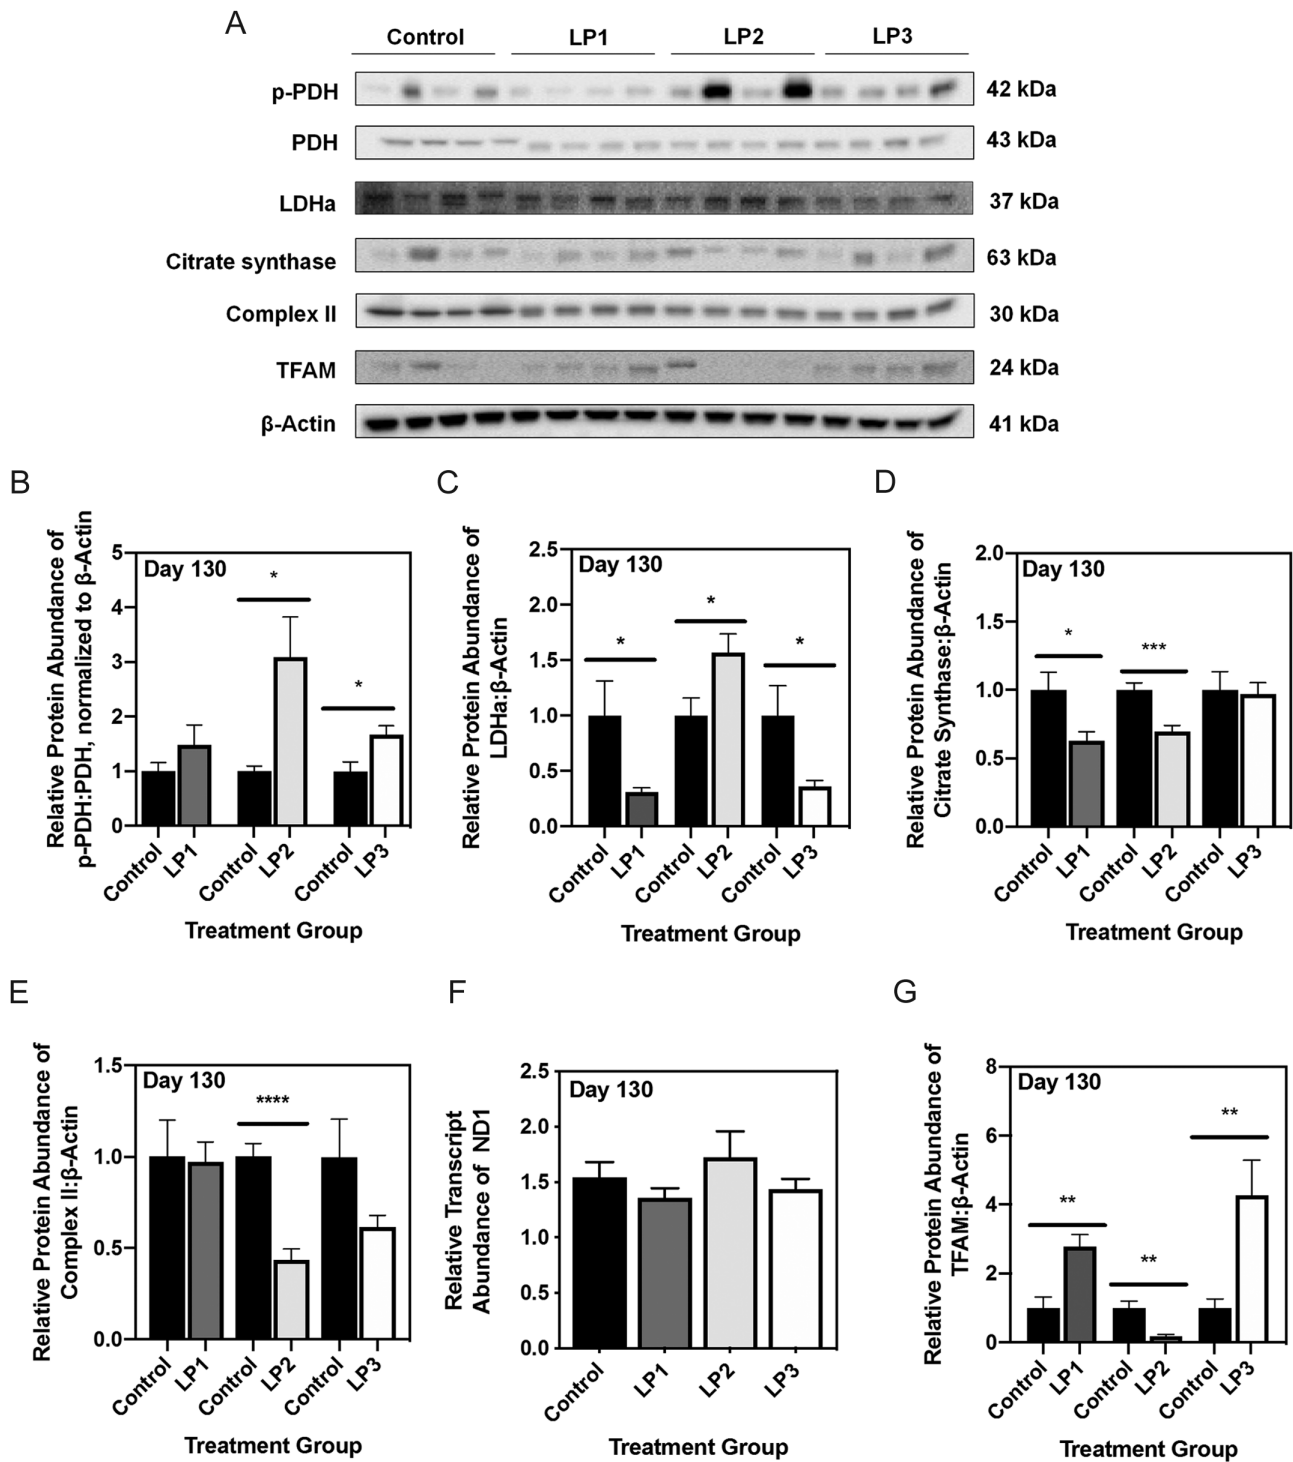 A
Control LP1 LP2 LP3
p-PDH 42 kDa
PDH 43 kDa
LDHa 37 kDa
Citrate synthase 63 kDa
Complex II 30 kDa
TFAM 24 kDa
β-Actin 41 kDa
B
Relative Protein Abundance of
p-PDH:PDH, normalized to β-Actin
5
4
3
2
1
0
Day 130
*
*
Control LP1 Control LP2 Control LP3
Treatment Group
C
Relative Protein Abundance of
LDHa:β-Actin
2.5
2.0
1.5
1.0
0.5
0.0
Day 130
*
*
*
Control LP1 Control LP2 Control LP3
Treatment Group
D
Relative Protein Abundance of
Citrate Synthase:β-Actin
2.0
1.5
1.0
0.5
0.0
Day 130
*
***
Control LP1 Control LP2 Control LP3
Treatment Group
E
Relative Protein Abundance of
Complex II:β-Actin
1.5
1.0
0.5
0.0
Day 130
****
Control LP1 Control LP2 Control LP3
Treatment Group
F
Relative Transcript
Abundance of ND1
2.5
2.0
1.5
1.0
0.5
0.0
Day 130
Control LP1 LP2 LP3
Treatment Group
G
Relative Protein Abundance of
TFAM:β-Actin
8
6
4
2
0
Day 130
**
**
**
Control LP1 Control LP2 Control LP3
Treatment Group